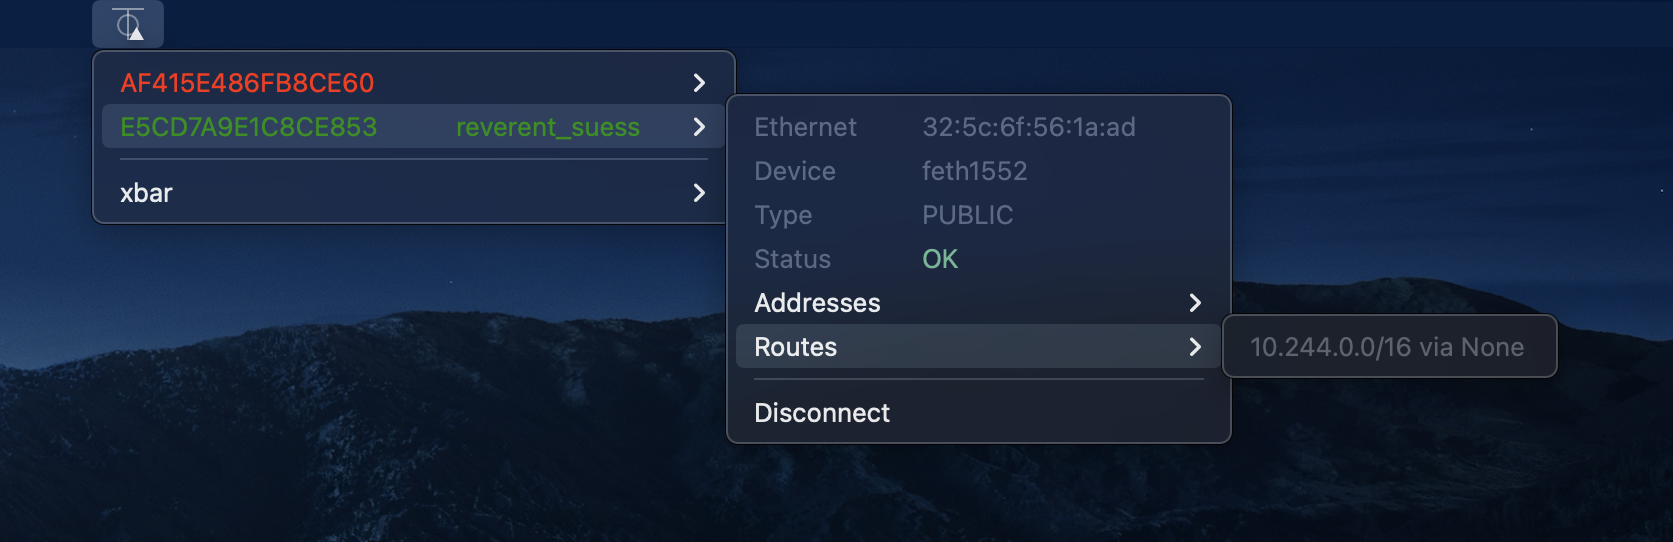 AF415E486FB8CE60
E5CD7A9E1C8CE853 reverent_suess
xbar
Ethernet 32:5c:6f:56:1a:ad
Device feth1552
Type PUBLIC
Status OK
Addresses
Routes
Disconnect
10.244.0.0/16 via None